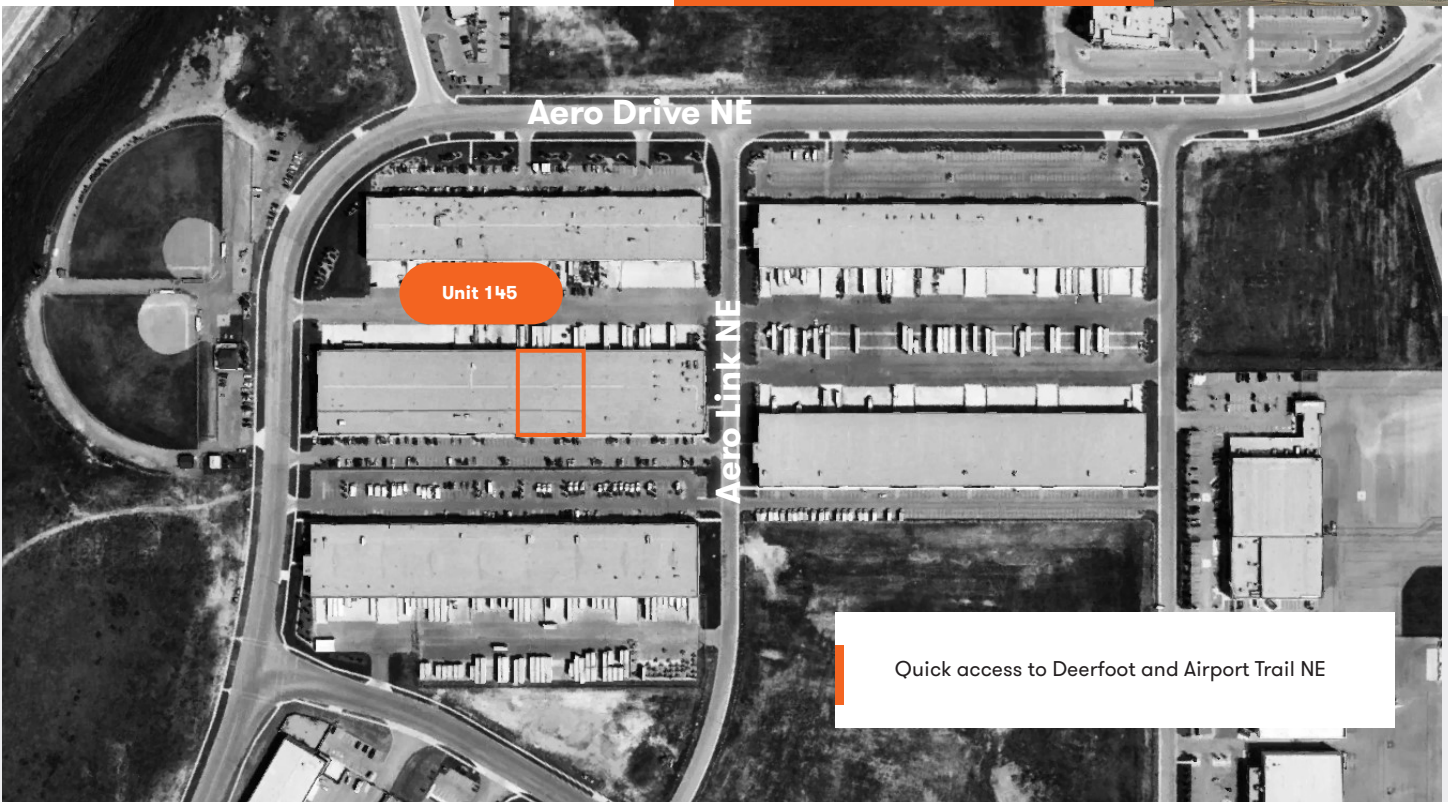 Aero Drive NE
Unit 145
Aero Link NE
Quick access to Deerfoot and Airport Trail NE